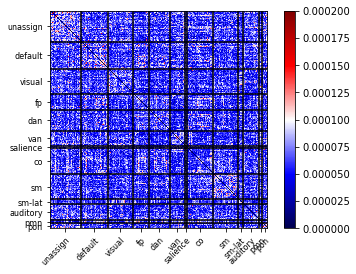 unassign
default
visual
fp
dan
van
salience
co
sm
sm-lat
auditory
pon
unassign default visual fp dan van salience co sm sm-lat auditory
0.000200
0.000175
0.000150
0.000125
0.000100
0.000075
0.000050
0.000025
0.000000